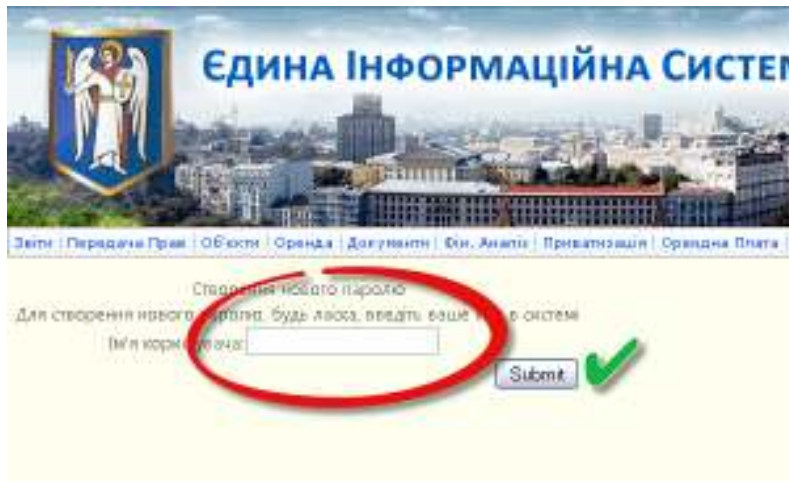 Єдина Інформаційна Систем
Звіти | Передача Прав | Об'єкти | Оренда | Документи | Фін. Аналіз | Приватизація | Орендна Плата |
Створення нового паролю
Для створення нового паролю, будь ласка, введіть ваше в системі
Ім'я користувача:
Submit